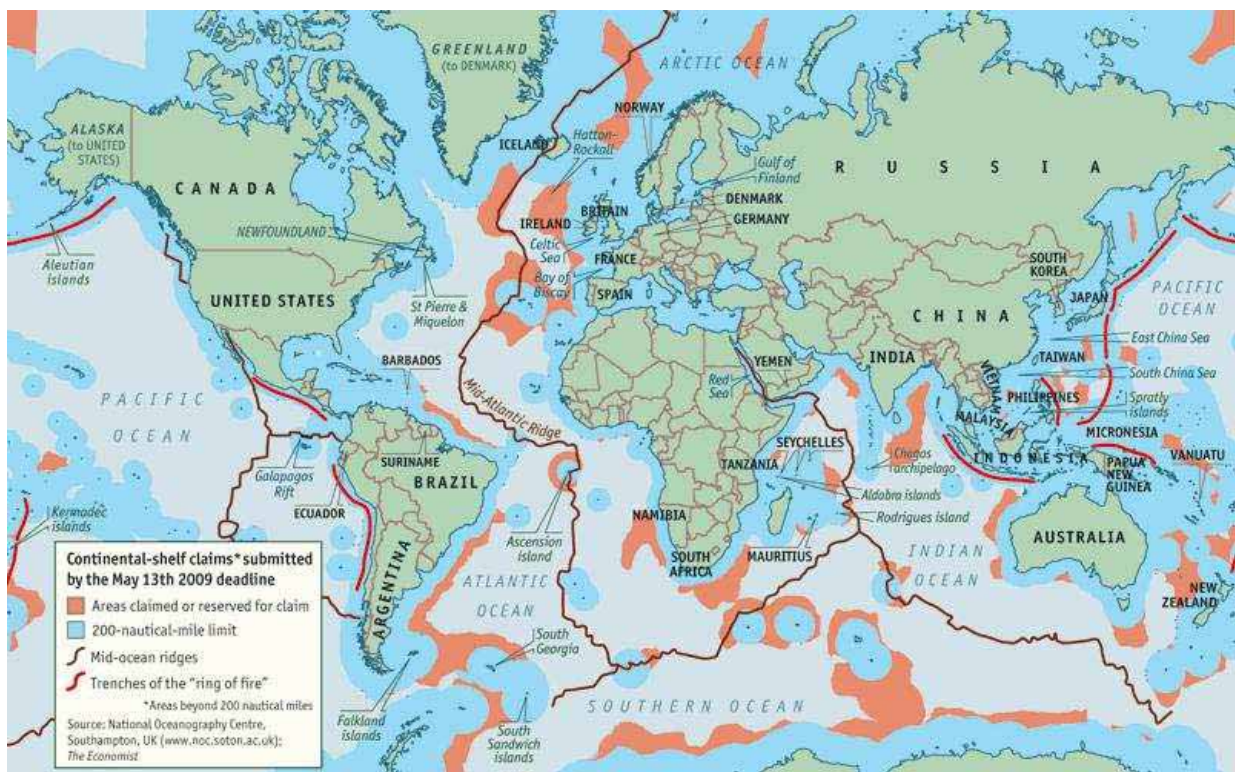 GREENLAND
(to DENMARK)
ARCTIC OCEAN
NORWAY
ALASKA
(to UNITED
STATES)
ICELAND
Hatton-
Rockall
RUSSIA
CANADA
Gulf of
Finland
DENMARK
BRITAIN
GERMANY
IRELAND
NEWFOUNDLAND
Celtic
Sea
FRANCE
Aleutian
islands
Bay of
Biscay
SPAIN
SOUTH
KOREA
JAPAN
PACIFIC
OCEAN
UNITED STATES
St Pierre &
Miquelon
CHINA
East China Sea
BARBADOS
YEMEN
INDIA
TAIWAN
South China Sea
Red
Sea
VIETNAM
PHILIPPINES
Spratly
islands
PACIFIC
OCEAN
Mid-Atlantic Ridge
MALAYSIA
MICRONESIA
SEYCHELLES
SURINAME
BRAZIL
Galapagos
Rift
TANZANIA
Chagos
archipelago
INDONESIA
PAPUA
NEW
GUINEA
VANUATU
Kermadec
islands
ECUADOR
Aldabra islands
NAMIBIA
Rodrigues island
Ascension
Island
AUSTRALIA
SOUTH
AFRICA
MAURITIUS
INDIAN
OCEAN
ARGENTINA
ATLANTIC
OCEAN
NEW
ZEALAND
South
Georgia
Falkland
islands
South
Sandwich
islands
SOUTHERN OCEAN
Continental-shelf claims* submitted
by the May 13th 2009 deadline
Areas claimed or reserved for claim
200-nautical-mile limit
Mid-ocean ridges
Trenches of the “ring of fire”
*Areas beyond 200 nautical miles
Source: National Oceanography Centre,
Southampton, UK (www.noc.soton.ac.uk);
The Economist